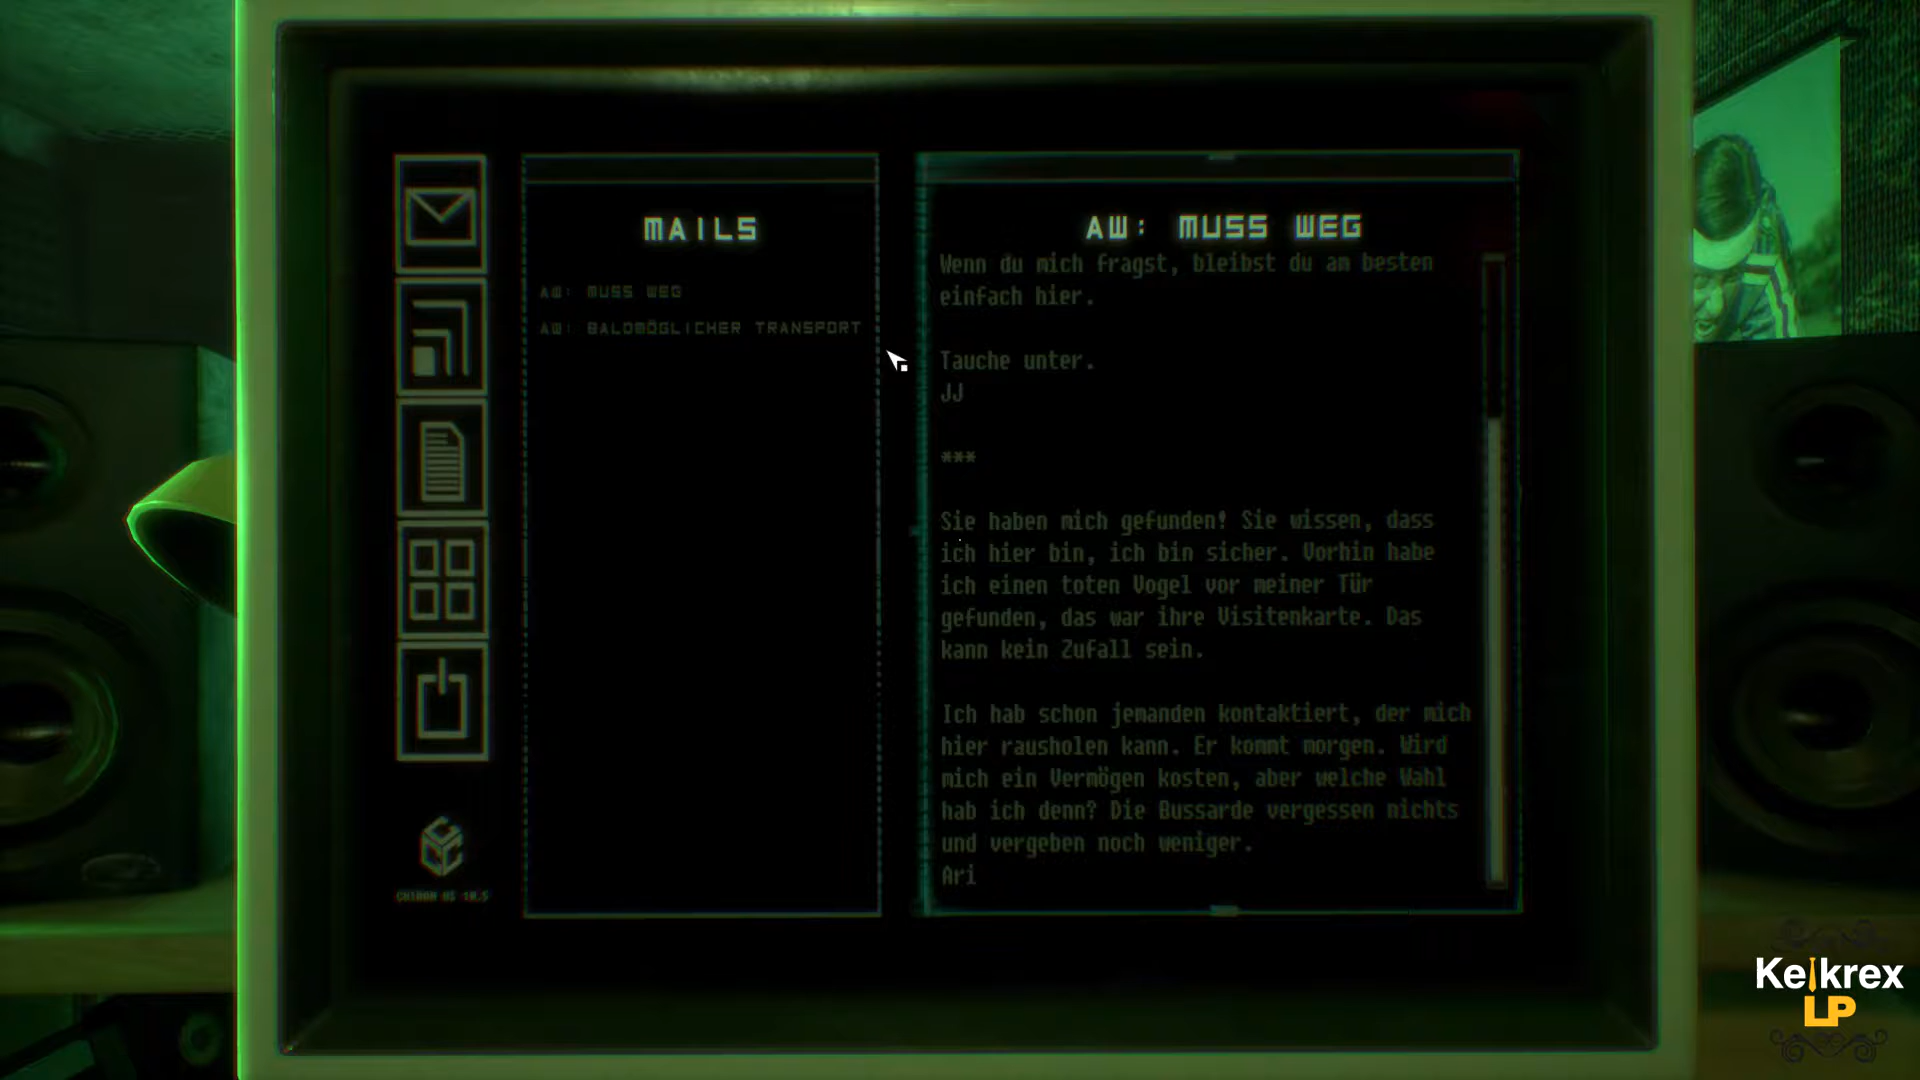 MAILS
AW: MUSS WEG
AW: BALDMÖGLICHER TRANSPORT
AW: MUSS WEG
Wenn du mich fragst, bleibst du am besten
einfach hier.
Tauche unter.
JJ
***
Sie haben mich gefunden! Sie wissen, dass
ich hier bin, ich bin sicher. Vorhin habe
ich einen toten Vogel vor meiner Tür
gefunden, das war ihre Visitenkarte. Das
kann kein Zufall sein.
Ich hab schon jemanden kontaktiert, der mich
hier rausholen kann. Er kommt morgen. Wird
mich ein Vermögen kosten, aber welche Wahl
hab ich denn? Die Bussarde vergessen nichts
und vergeben noch weniger.
Ari
Keikrex
LP